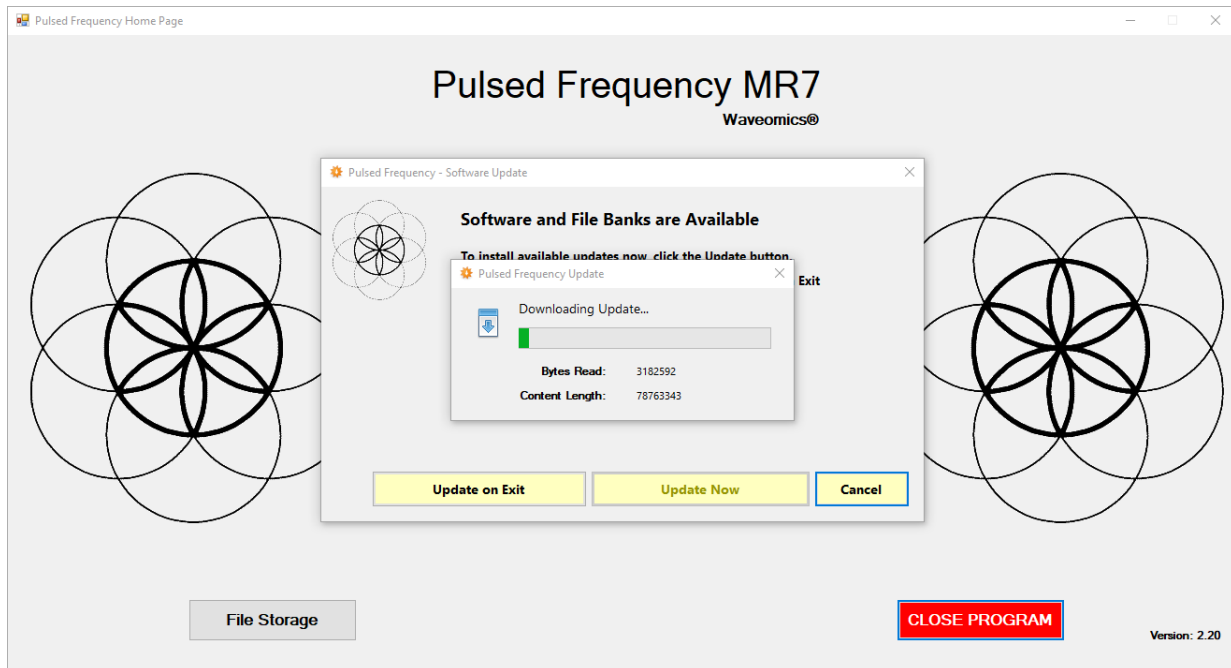 Pulsed Frequency Home Page
Pulsed Frequency MR7
Waveomics®
Pulsed Frequency - Software Update
Software and File Banks are Available
To install available updates now, click the Update button.
Exit
Pulsed Frequency Update
Downloading Update...
Bytes Read: 3182592
Content Length: 78763343
Update on Exit Update Now Cancel
File Storage CLOSE PROGRAM
Version: 2.20